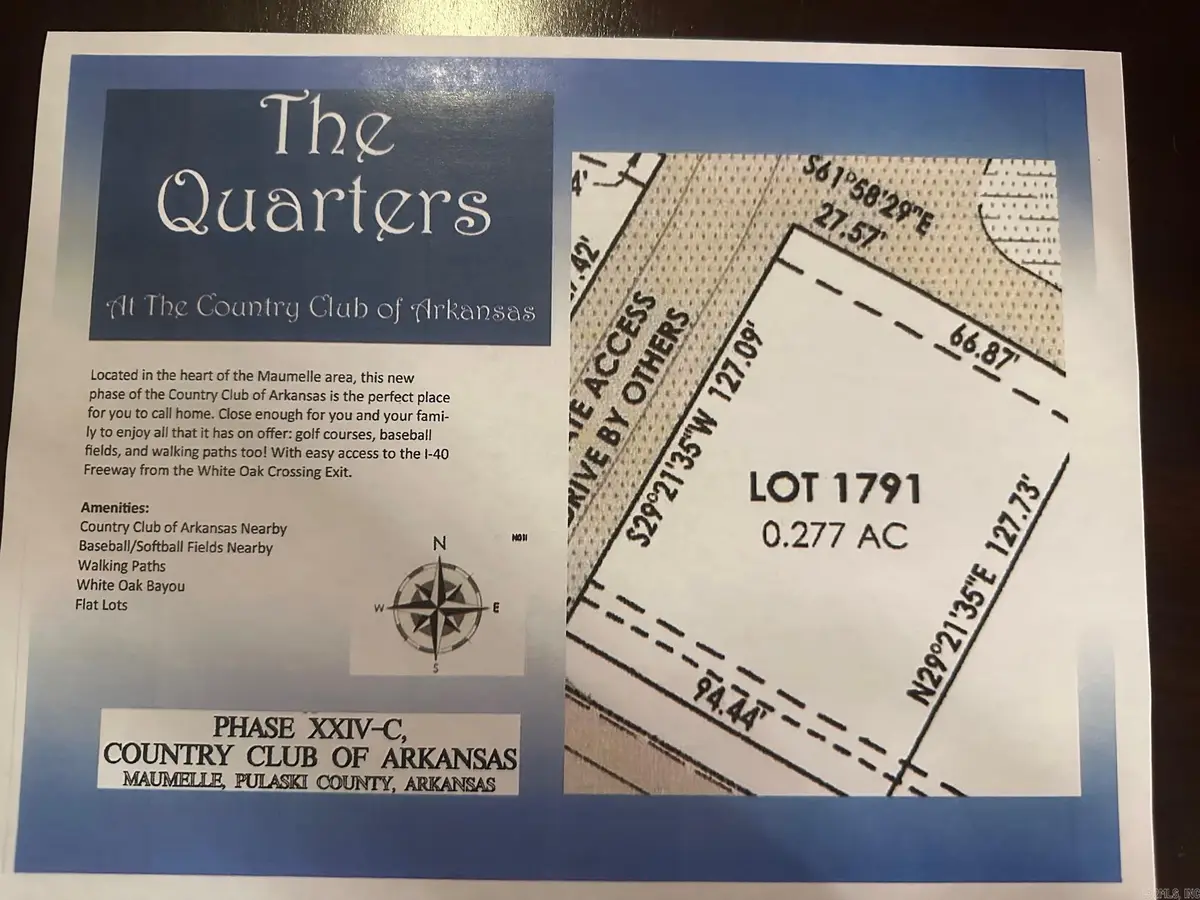 The
Quarters
At The Country Club of Arkansas
Located in the heart of the Maumelle area, this new
phase of the Country Club of Arkansas is the perfect place
for you to call home. Close enough for you and your fami-
ly to enjoy all that it has on offer: golf courses, baseball
fields, and walking paths too! With easy access to the I-40
Freeway from the White Oak Crossing Exit.
Amenities:
Country Club of Arkansas Nearby
Baseball/Softball Fields Nearby
Walking Paths
White Oak Bayou
Flat Lots
N
W
E
S
PHASE XXIV-C,
COUNTRY CLUB OF ARKANSAS
MAUMELLE, PULASKI COUNTY, ARKANSAS
S61°58'29"E
27.57'
66.87'
.42'
ACCESS
BY OTHERS
S29°21'35"W 127.09'
LOT 1791
0.277 AC
N29°21'35"E 127.73'
94.44'